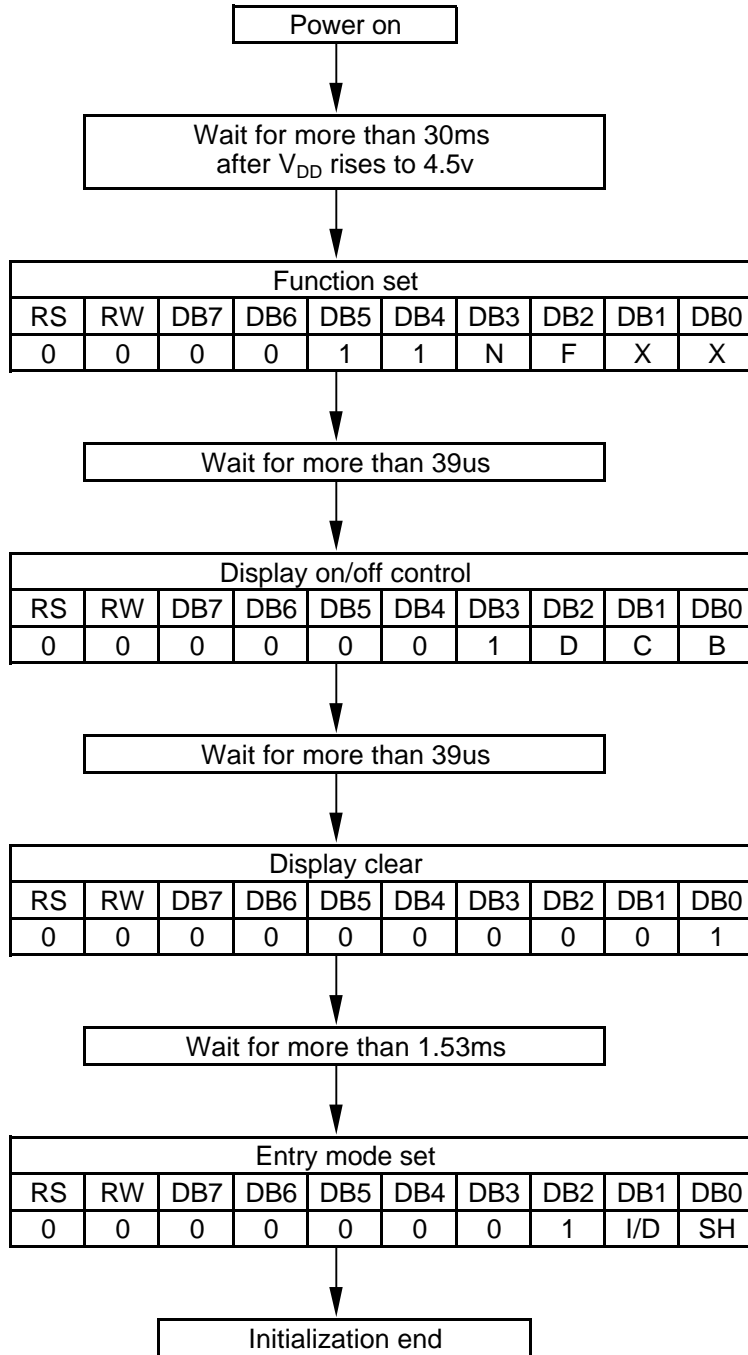 Power on
Wait for more than 30ms
after VDD rises to 4.5v
Function set
RS RW DB7 DB6 DB5 DB4 DB3 DB2 DB1 DB0
0 0 0 0 1 1 N F X X
Wait for more than 39us
Display on/off control
RS RW DB7 DB6 DB5 DB4 DB3 DB2 DB1 DB0
0 0 0 0 0 0 1 D C B
Wait for more than 39us
Display clear
RS RW DB7 DB6 DB5 DB4 DB3 DB2 DB1 DB0
0 0 0 0 0 0 0 0 0 1
Wait for more than 1.53ms
Entry mode set
RS RW DB7 DB6 DB5 DB4 DB3 DB2 DB1 DB0
0 0 0 0 0 0 0 1 I/D SH
Initialization end